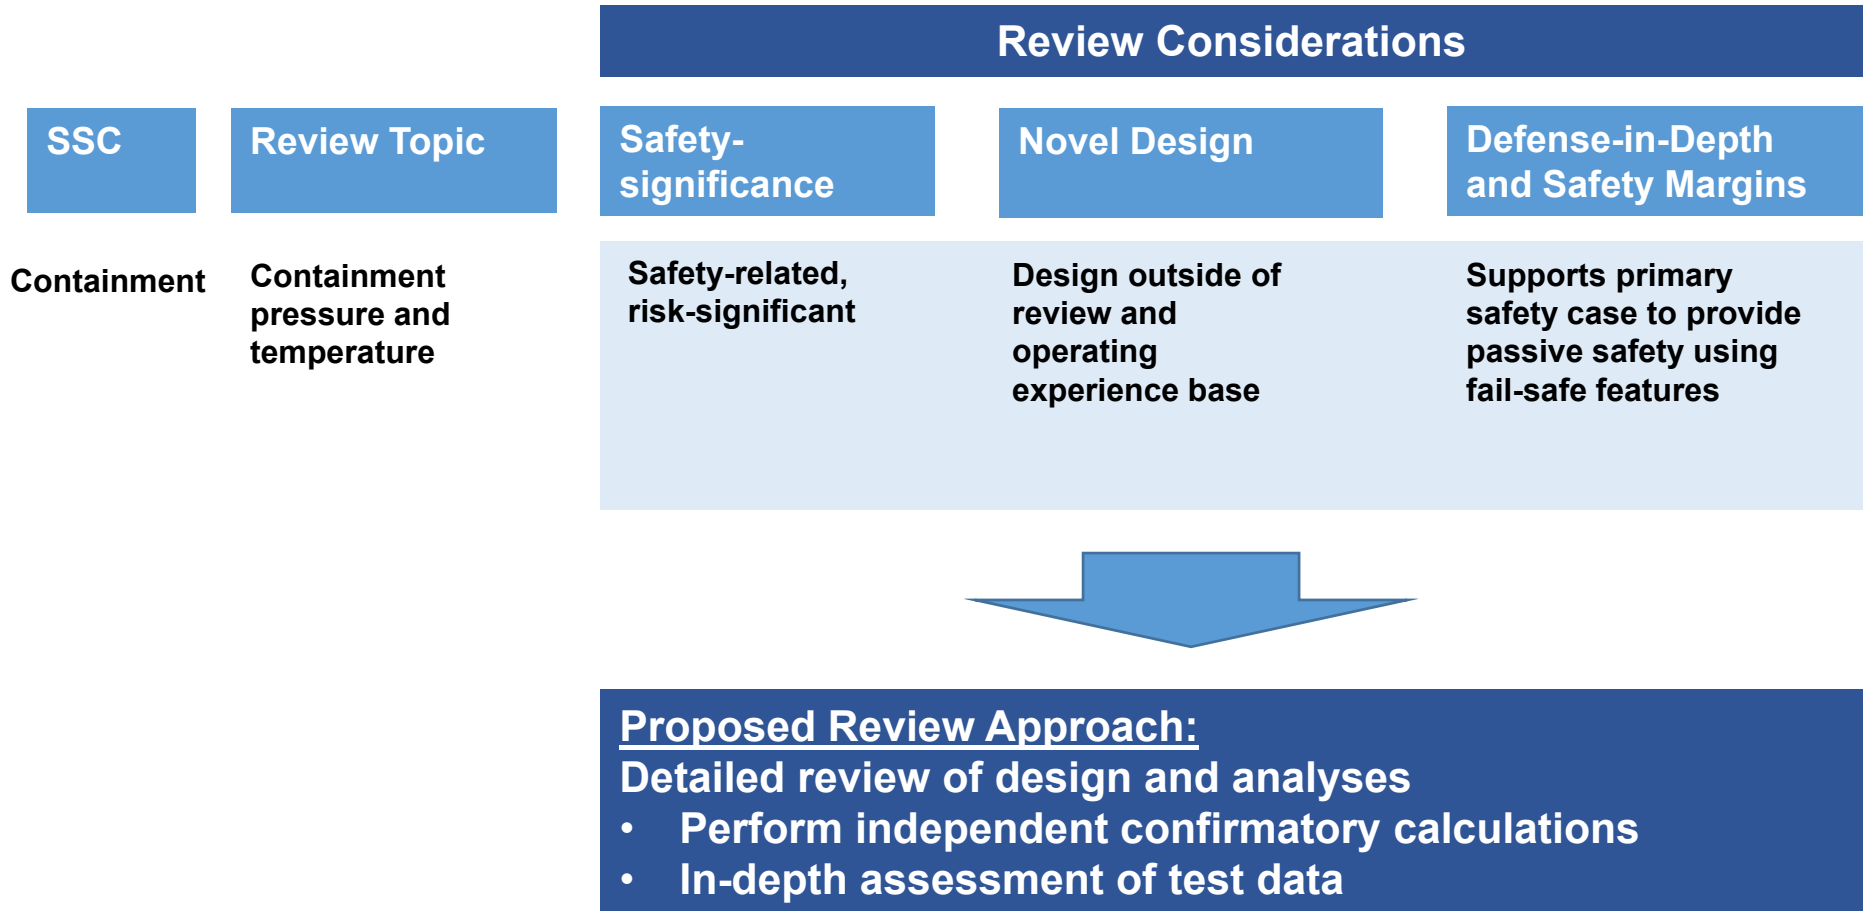 Review Considerations
SSC
Review Topic
Safety-
significance
Novel Design
Defense-in-Depth
and Safety Margins
Containment
Containment
pressure and
temperature
Safety-related,
risk-significant
Design outside of
review and
operating
experience base
Supports primary
safety case to provide
passive safety using
fail-safe features
Proposed Review Approach:
Detailed review of design and analyses
• Perform independent confirmatory calculations
• In-depth assessment of test data